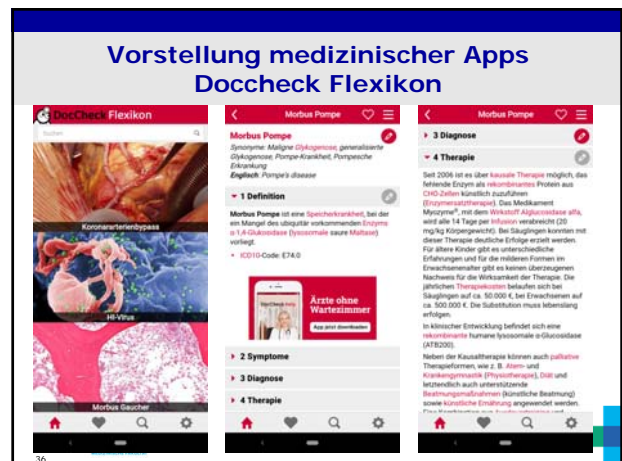 Vorstellung medizinischer Apps
Doccheck Flexikon
DocCheck Flexikon
Suchen
Koronararterienbypass
HI-Virus
Morbus Gaucher
Morbus Pompe
Morbus Pompe
Synonyme: Maligne Glykogenose, generalisierte
Glykogenose, Pompe-Krankheit, Pompesche
Erkrankung
Englisch: Pompe's disease
1 Definition
Morbus Pompe ist eine Speicherkrankheit, bei der
ein Mangel des ubiquitär vorkommenden Enzyms
α-1,4-Glukosidase (lysosomale saure Maltase)
vorliegt.
ICD10-Code: E74.0
DocCheck Help
Ärzte ohne
Wartezimmer
App jetzt downloaden
2 Symptome
3 Diagnose
4 Therapie
Morbus Pompe
3 Diagnose
4 Therapie
Seit 2006 ist es über kausale Therapie möglich, das
fehlende Enzym als rekombinantes Protein aus
CHO-Zellen künstlich zuzuführen
(Enzymersatztherapie). Das Medikament
Myozyme®, mit dem Wirkstoff Alglucosidase alfa,
wird alle 14 Tage per Infusion verabreicht (20
mg/kg Körpergewicht). Bei Säuglingen konnten mit
dieser Therapie deutliche Erfolge erzielt werden.
Für ältere Kinder gibt es unterschiedliche
Erfahrungen und für die milderen Formen im
Erwachsenenalter gibt es keinen überzeugenen
Nachweis für die Wirksamkeit der Therapie. Die
jährlichen Therapiekosten belaufen sich bei
Säuglingen auf ca. 50.000 €, bei Erwachsenen auf
ca. 500.000 €. Die Substitution muss lebenslang
erfolgen.
In klinischer Entwicklung befindet sich eine
rekombinante humane lysosomale α-Glucosidase
(ATB200).
Neben der Kausaltherapie können auch palliative
Therapieformen, wie z. B. Atem- und
Krankengymnastik (Physiotherapie), Diät und
letztendlich auch unterstützende
Beatmungsmaßnahmen (künstliche Beatmung)
sowie künstliche Ernährung angewendet werden.
36